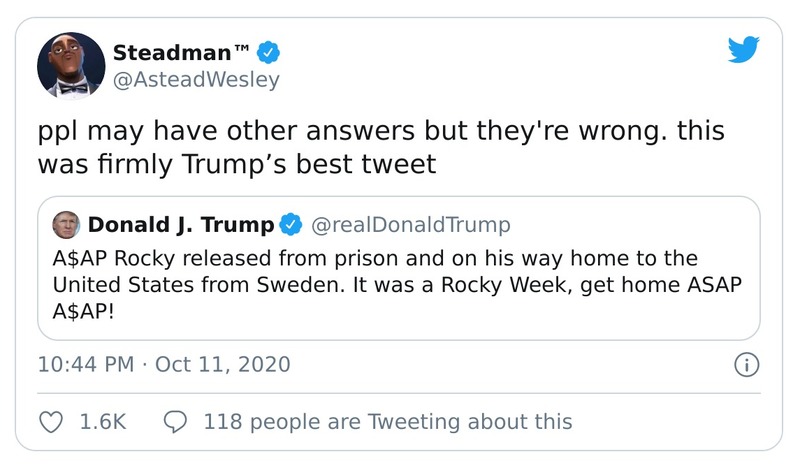 Steadman™
@AsteadWesley
ppl may have other answers but they're wrong. this
was firmly Trump’s best tweet
Donald J. Trump @realDonaldTrump
A$AP Rocky released from prison and on his way home to the
United States from Sweden. It was a Rocky Week, get home ASAP
A$AP!
10:44 PM · Oct 11, 2020
1.6K 118 people are Tweeting about this